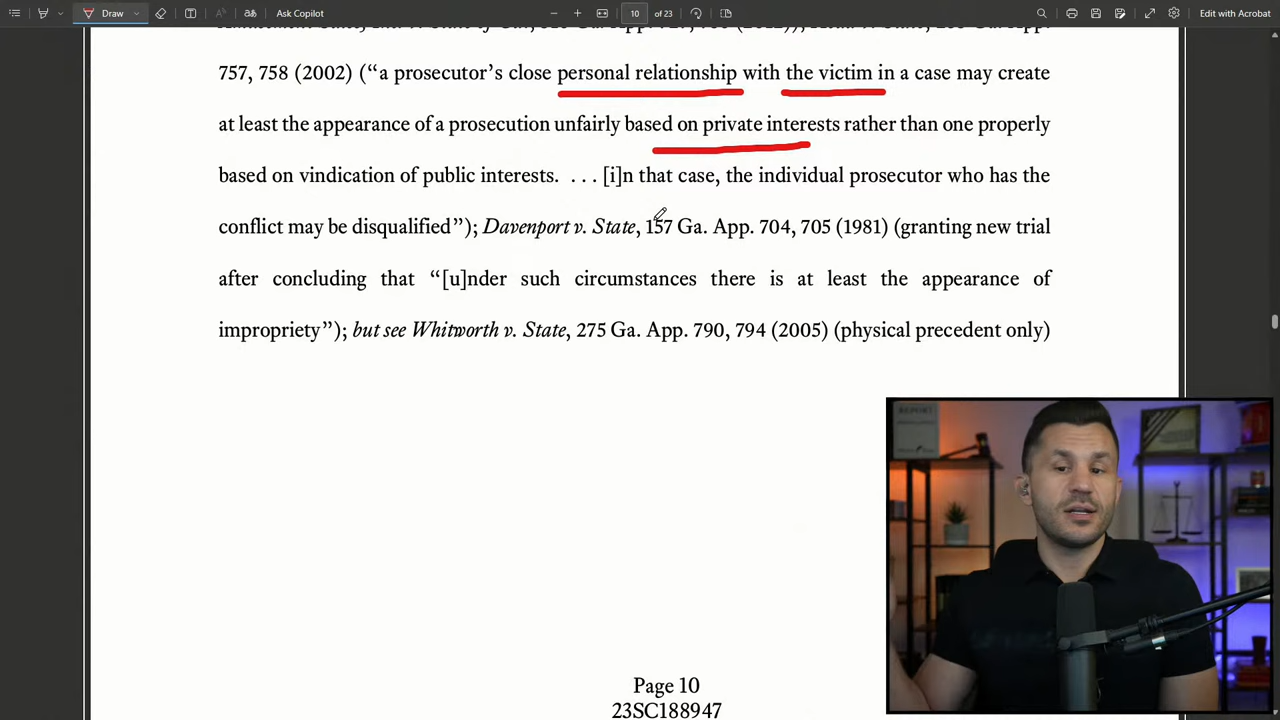 Draw
Ask Copilot
10 of 23
Edit with Acrobat
757, 758 (2002) (“a prosecutor’s close personal relationship with the victim in a case may create
at least the appearance of a prosecution unfairly based on private interests rather than one properly
based on vindication of public interests. . . . [i]n that case, the individual prosecutor who has the
conflict may be disqualified”); Davenport v. State, 157 Ga. App. 704, 705 (1981) (granting new trial
after concluding that “[u]nder such circumstances there is at least the appearance of
impropriety”); but see Whitworth v. State, 275 Ga. App. 790, 794 (2005) (physical precedent only)
Page 10
23SC188947